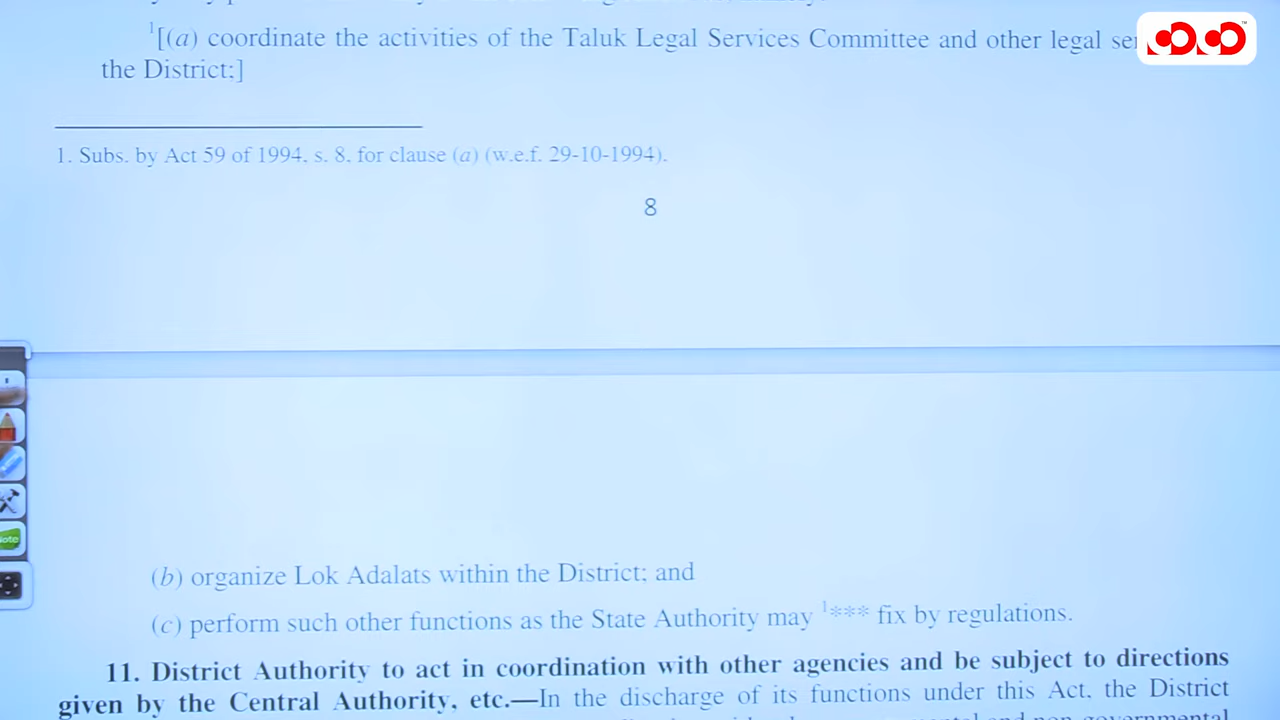 ¹[(a) coordinate the activities of the Taluk Legal Services Committee and other legal
the District;]
1. Subs. by Act 59 of 1994, s. 8, for clause (a) (w.e.f. 29-10-1994).
8
(b) organize Lok Adalats within the District; and
(c) perform such other functions as the State Authority may ¹*** fix by regulations.
11. District Authority to act in coordination with other agencies and be subject to directions
given by the Central Authority, etc.—In the discharge of its functions under this Act, the District